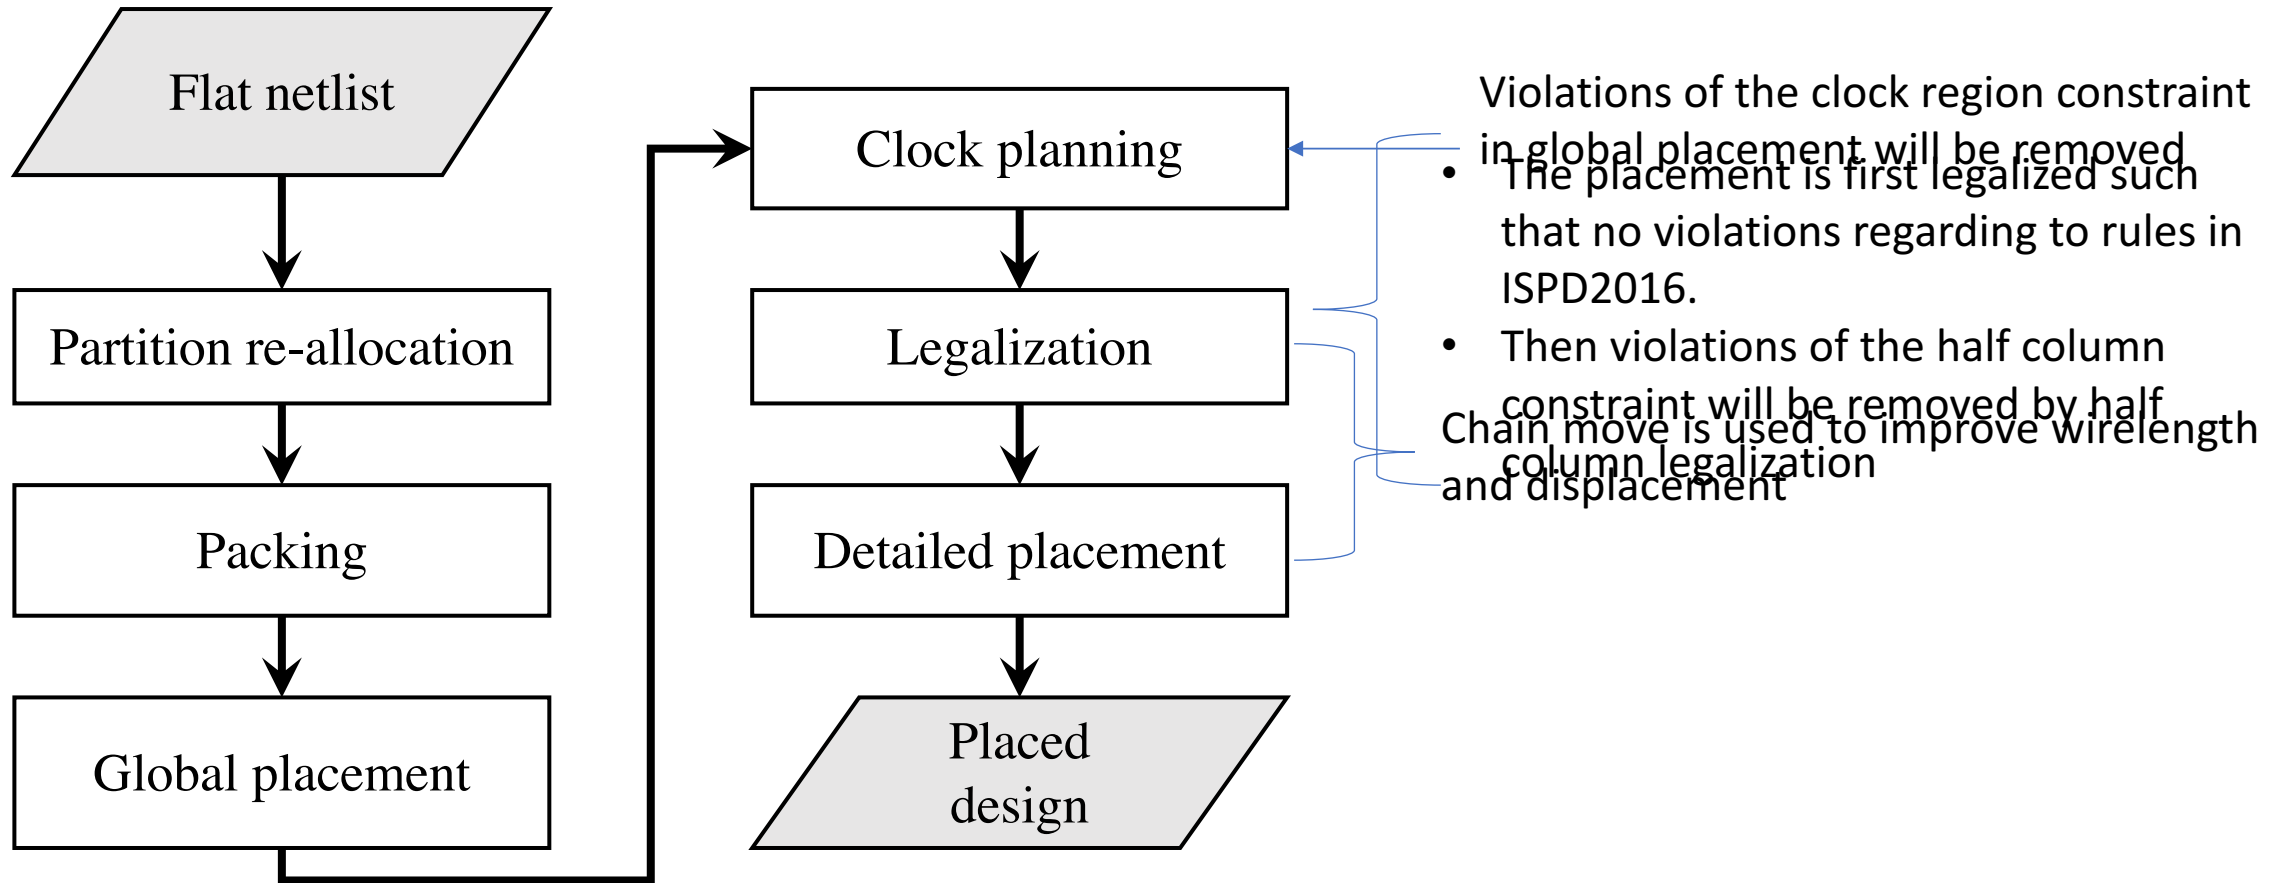 Flat netlist
Partition re-allocation
Packing
Global placement
Clock planning
Legalization
Detailed placement
Placed
design
Violations of the clock region constraint
in global placement will be removed
• The placement is first legalized such
that no violations regarding to rules in
ISPD2016.
• Then violations of the half column
constraint will be removed by half
column legalization
Chain move is used to improve wirelength
and displacement